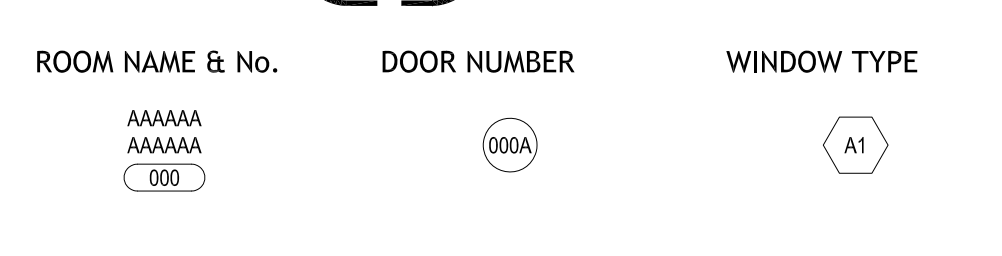 ROOM NAME & No.
DOOR NUMBER
WINDOW TYPE
AAAAAA
AAAAAA
000
000A
A1